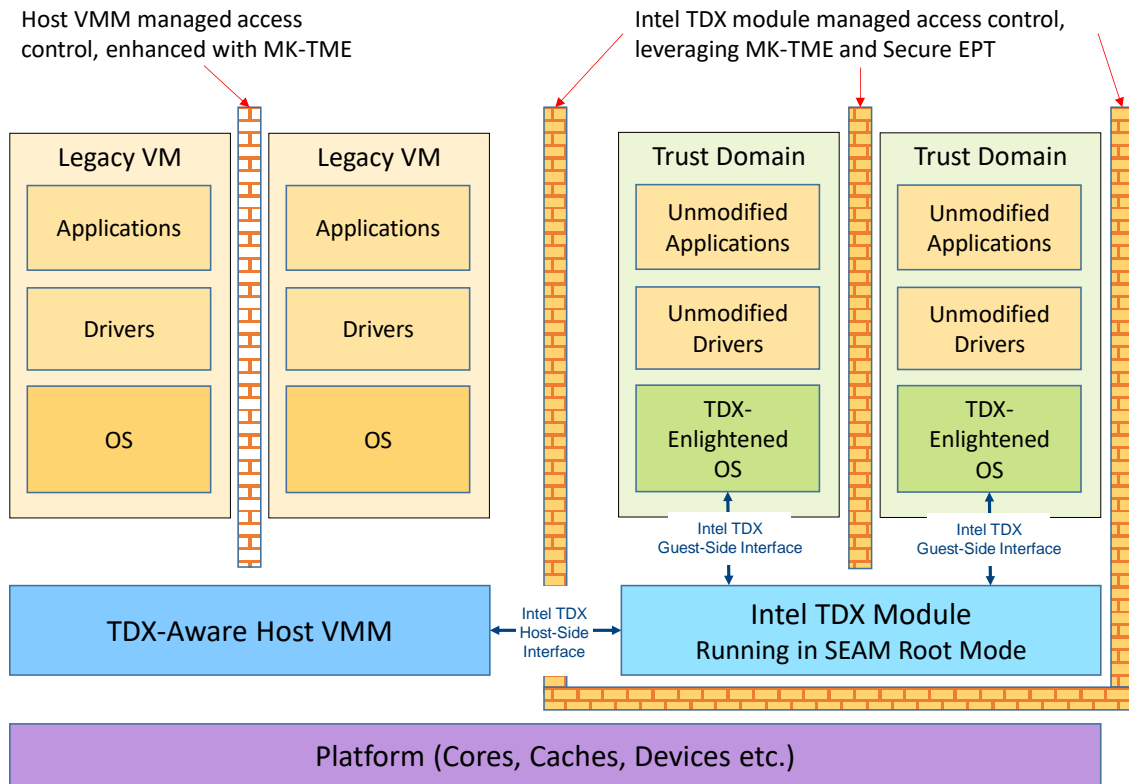 Host VMM managed access
control, enhanced with MK-TME
Intel TDX module managed access control,
leveraging MK-TME and Secure EPT
Legacy VM
Applications
Drivers
OS
Legacy VM
Applications
Drivers
OS
Trust Domain
Unmodified
Applications
Unmodified
Drivers
TDX-
Enlightened
OS
Trust Domain
Unmodified
Applications
Unmodified
Drivers
TDX-
Enlightened
OS
Intel TDX
Guest-Side Interface
Intel TDX
Guest-Side Interface
TDX-Aware Host VMM
Intel TDX
Host-Side
Interface
Intel TDX Module
Running in SEAM Root Mode
Platform (Cores, Caches, Devices etc.)